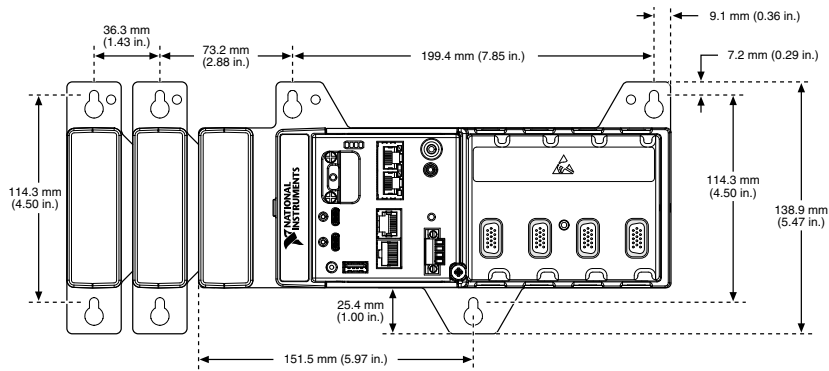 36.3 mm
(1.43 in.)
73.2 mm
(2.88 in.)
199.4 mm (7.85 in.)
9.1 mm (0.36 in.)
7.2 mm (0.29 in.)
114.3 mm
(4.50 in.)
NATIONAL
INSTRUMENTS
114.3 mm
(4.50 in.)
138.9 mm
(5.47 in.)
25.4 mm
(1.00 in.)
151.5 mm (5.97 in.)